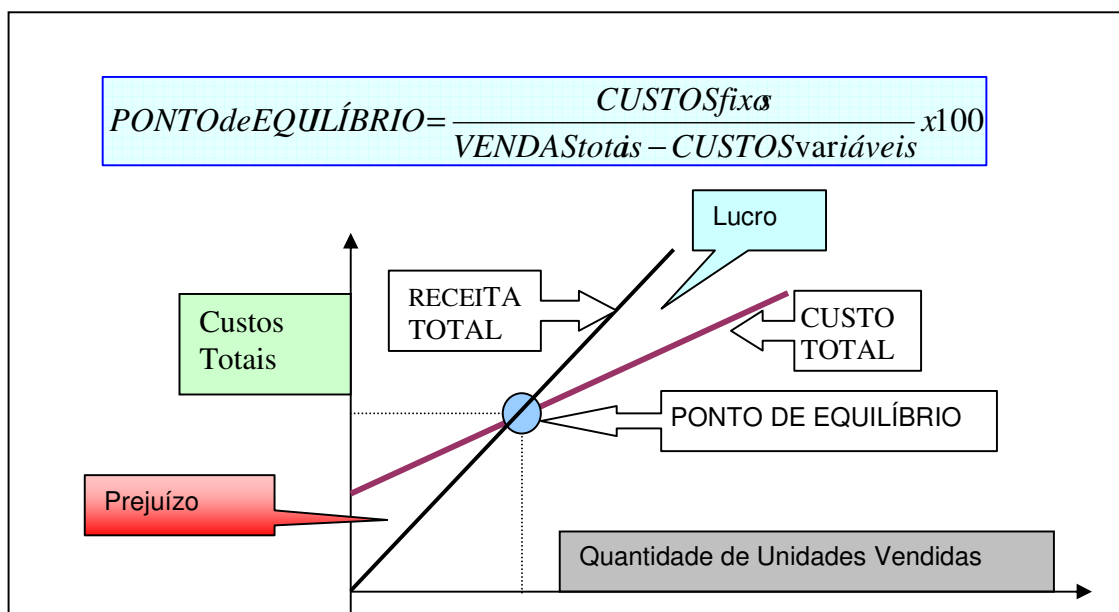 PONTOdeEQUILÍBRIO = CUSTOSfixos
VENDAStotais – CUSTOSvariáveis x100
Lucro
RECEITA
TOTAL
Custos
Totais
CUSTO
TOTAL
PONTO DE EQUILÍBRIO
Prejuízo
Quantidade de Unidades Vendidas